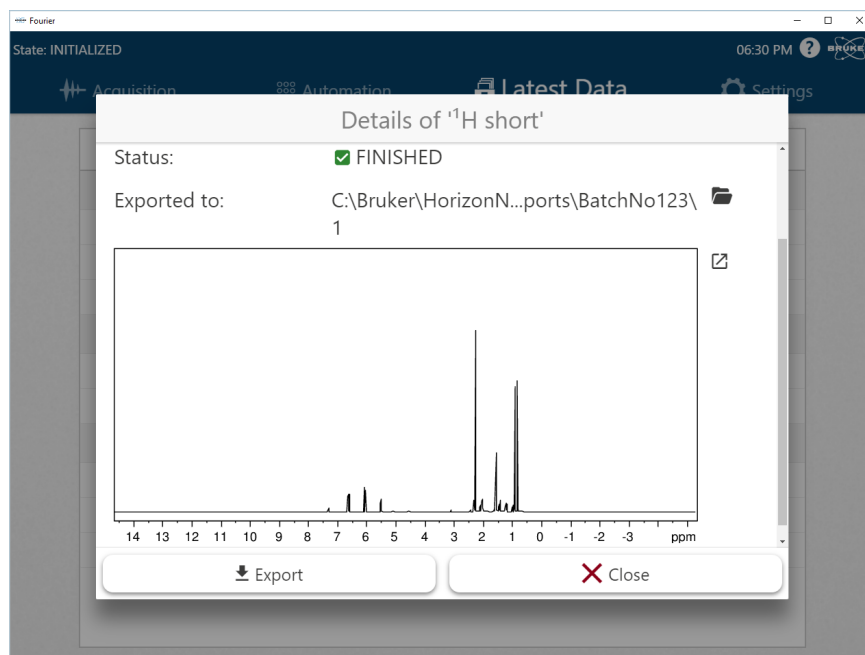 Fourier
State: INITIALIZED
06:30 PM ?
BRUKER
Acquisition Automation Latest Data Settings
Details of '¹H short'
Status: FINISHED
Exported to: C:\Bruker\HorizonN...ports\BatchNo123\
1
14 13 12 11 10 9 8 7 6 5 4 3 2 1 0 -1 -2 -3 ppm
Export Close